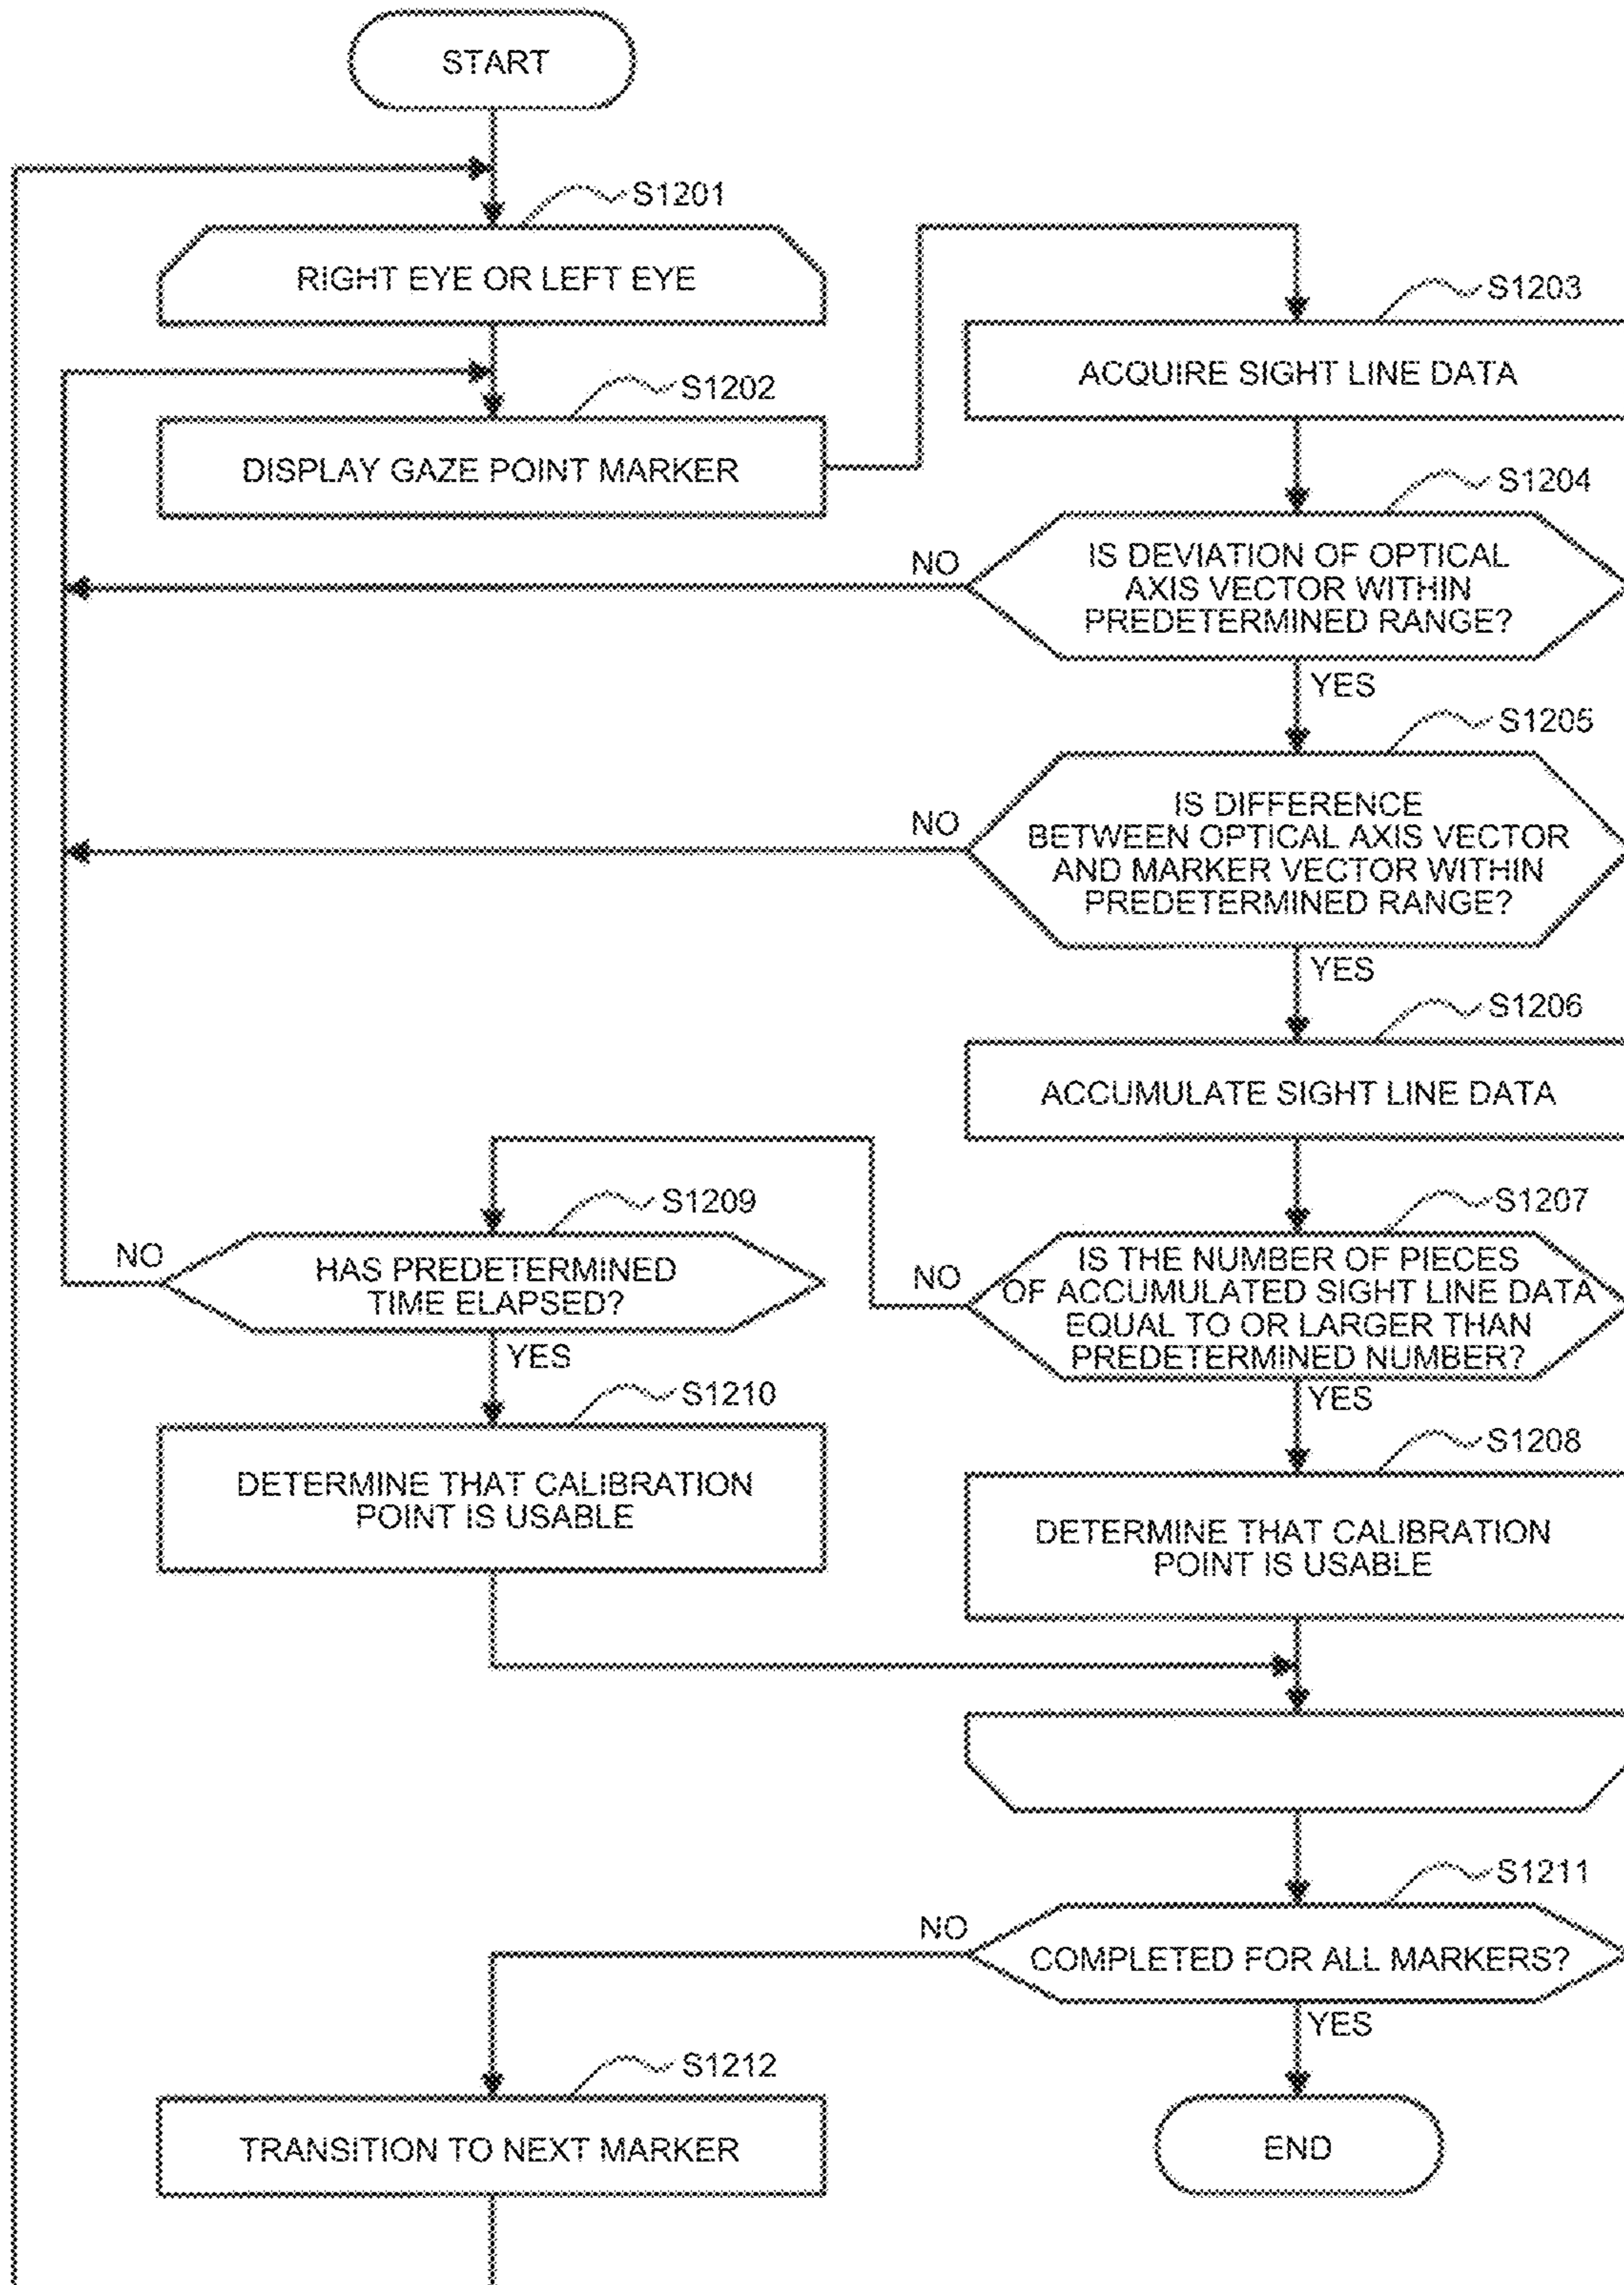 START
S1201
RIGHT EYE OR LEFT EYE
S1202
DISPLAY GAZE POINT MARKER
S1203
ACQUIRE SIGHT LINE DATA
S1204
IS DEVIATION OF OPTICAL
AXIS VECTOR WITHIN
PREDETERMINED RANGE?
NO
YES
S1205
IS DIFFERENCE
BETWEEN OPTICAL AXIS VECTOR
AND MARKER VECTOR WITHIN
PREDETERMINED RANGE?
NO
YES
S1206
ACCUMULATE SIGHT LINE DATA
S1207
IS THE NUMBER OF PIECES
OF ACCUMULATED SIGHT LINE DATA
EQUAL TO OR LARGER THAN
PREDETERMINED NUMBER?
NO
YES
S1209
HAS PREDETERMINED
TIME ELAPSED?
NO
YES
S1210
DETERMINE THAT CALIBRATION
POINT IS USABLE
S1208
DETERMINE THAT CALIBRATION
POINT IS USABLE
S1211
COMPLETED FOR ALL MARKERS?
NO
YES
S1212
TRANSITION TO NEXT MARKER
END